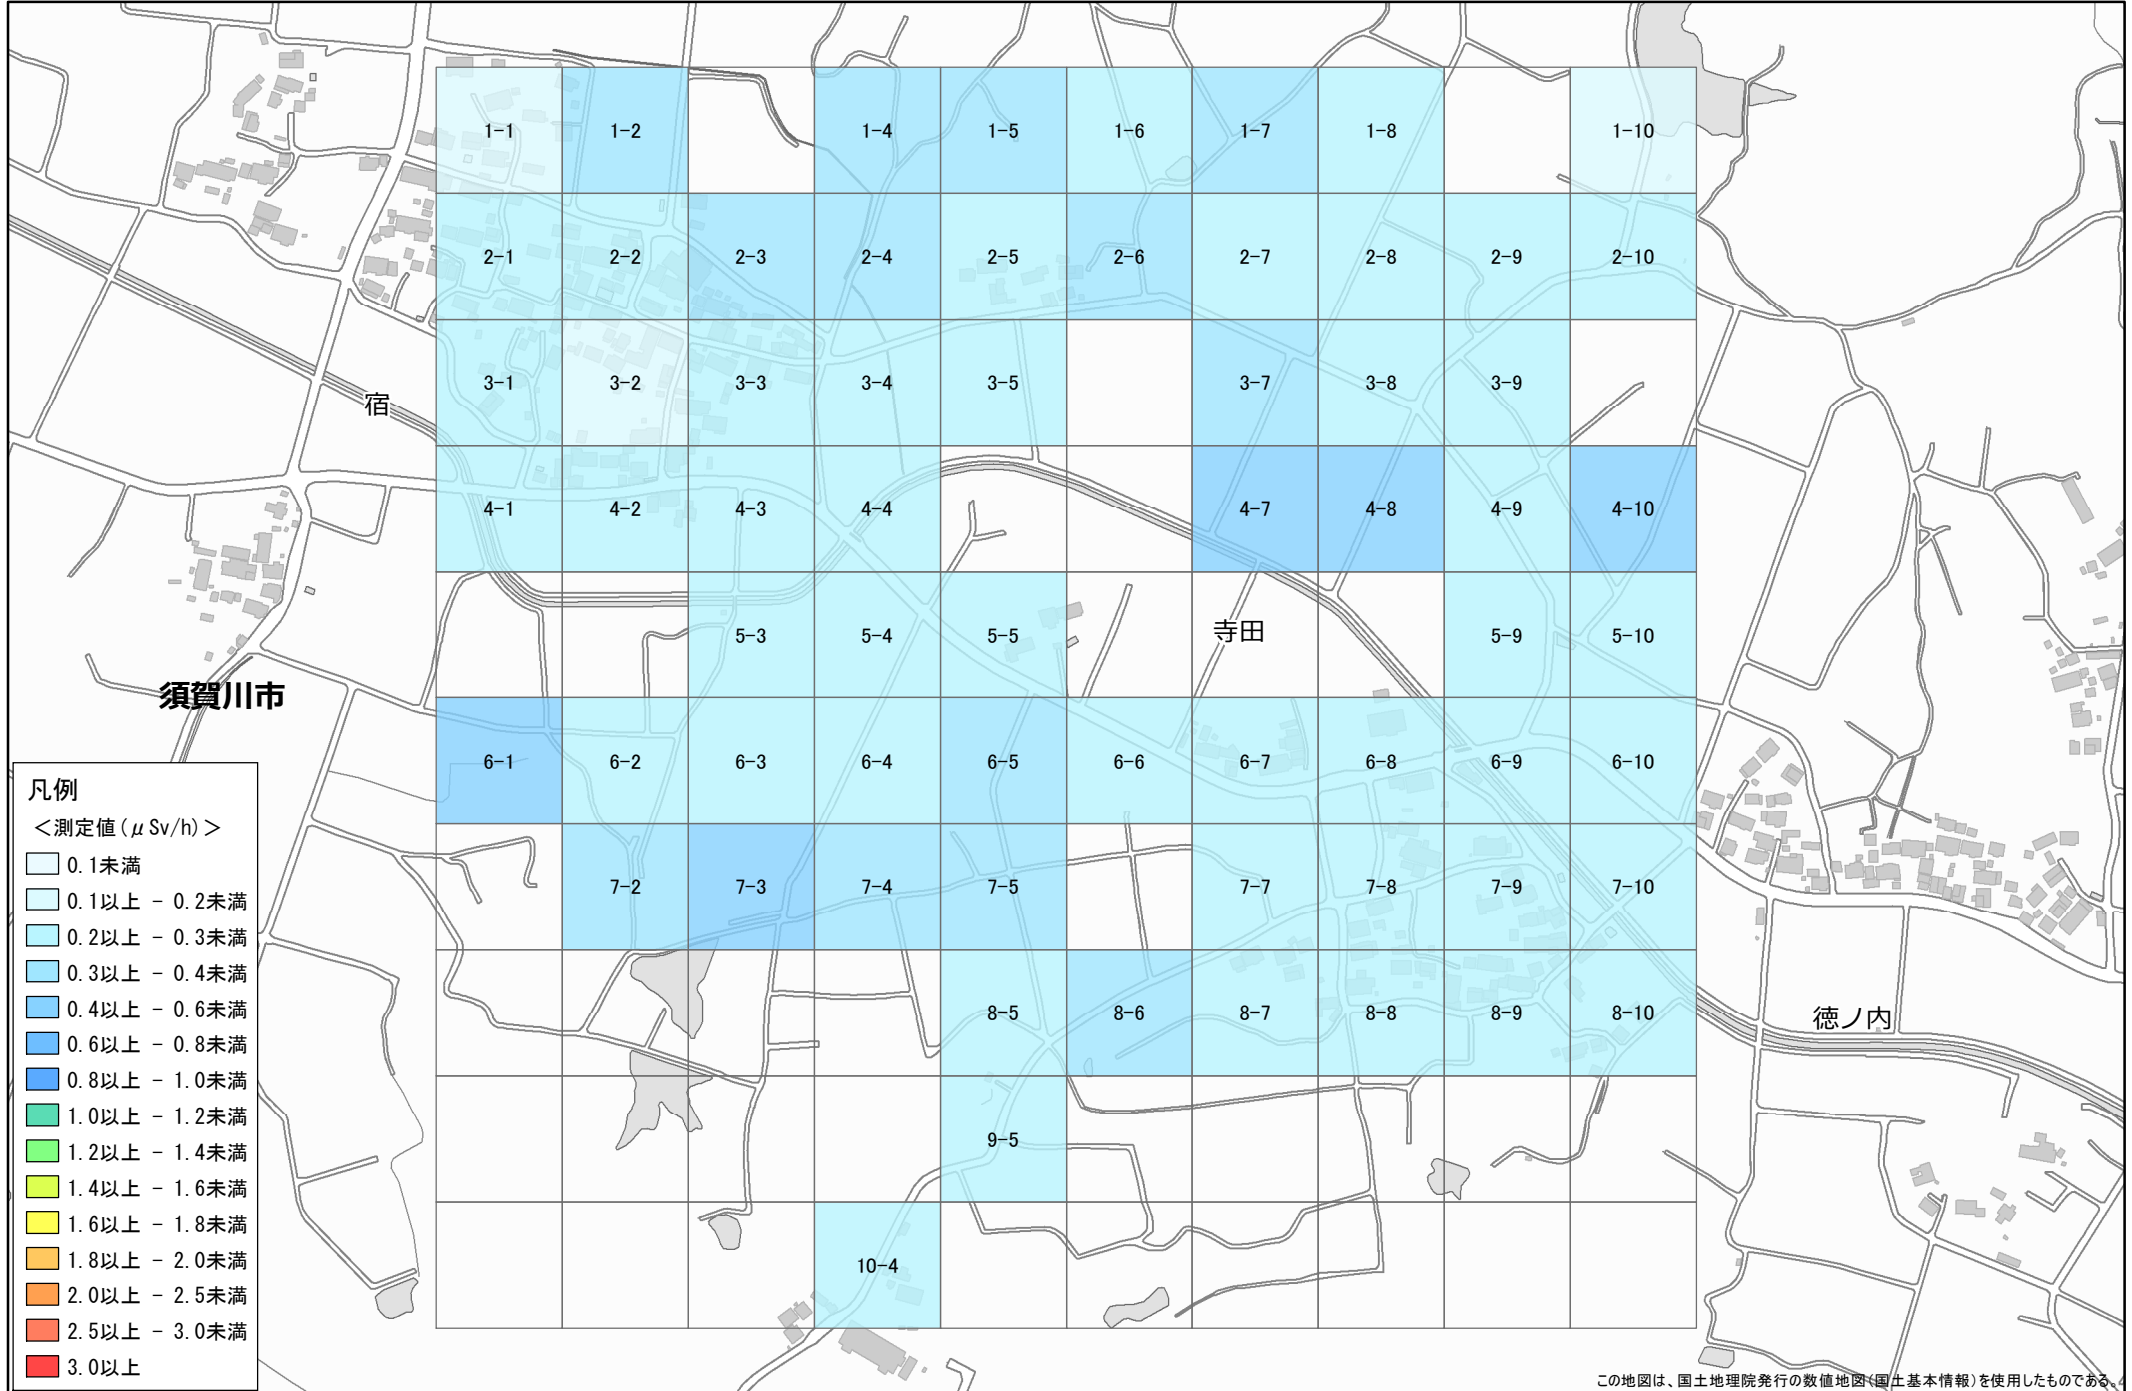 1-1 1-2 1-4 1-5 1-6 1-7 1-8 1-10
2-1 2-2 2-3 2-4 2-5 2-6 2-7 2-8 2-9 2-10
3-1 3-2 3-3 3-4 3-5 3-7 3-8 3-9
宿
4-1 4-2 4-3 4-4 4-7 4-8 4-9 4-10
5-3 5-4 5-5 5-9 5-10
寺田
須賀川市
6-1 6-2 6-3 6-4 6-5 6-6 6-7 6-8 6-9 6-10
7-2 7-3 7-4 7-5 7-7 7-8 7-9 7-10
8-5 8-6 8-7 8-8 8-9 8-10
徳ノ内
9-5
10-4
凡例
＜測定値(μSv/h)＞
0.1未満
0.1以上 - 0.2未満
0.2以上 - 0.3未満
0.3以上 - 0.4未満
0.4以上 - 0.6未満
0.6以上 - 0.8未満
0.8以上 - 1.0未満
1.0以上 - 1.2未満
1.2以上 - 1.4未満
1.4以上 - 1.6未満
1.6以上 - 1.8未満
1.8以上 - 2.0未満
2.0以上 - 2.5未満
2.5以上 - 3.0未満
3.0以上
この地図は、国土地理院発行の数値地図(国土基本情報)を使用したものである。